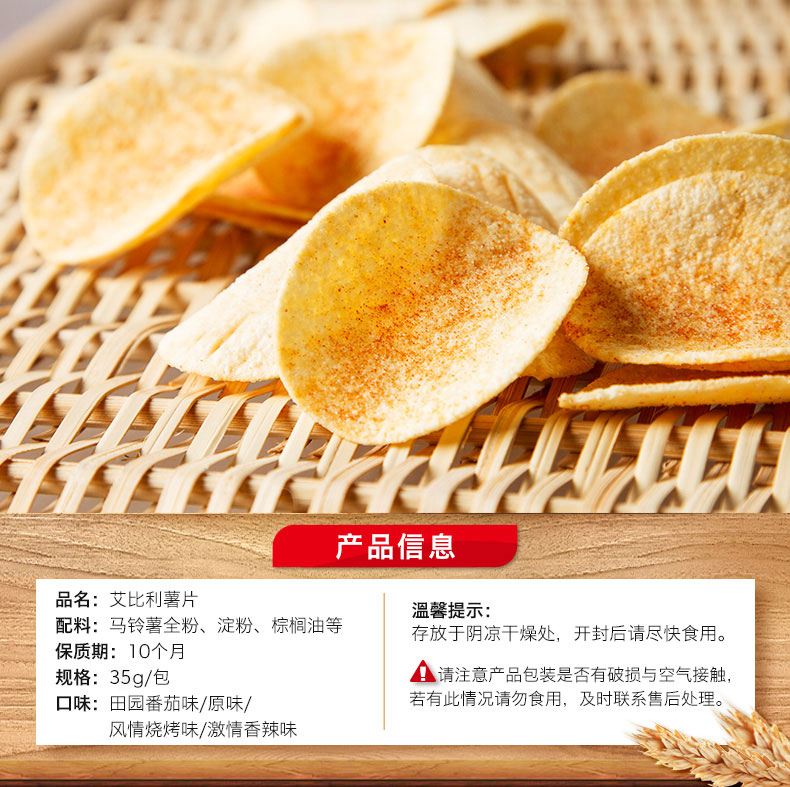 产品信息
品名：艾比利薯片
配料：马铃薯全粉、淀粉、棕榈油等
保质期：10个月
规格：35g/包
口味：田园番茄味/原味/
风情烧烤味/激情香辣味
溫馨提示：
存放于阴凉干燥处，开封后请尽快食用。
请注意产品包装是否有破损与空气接触，
若有此情况请勿食用，及时联系售后处理。